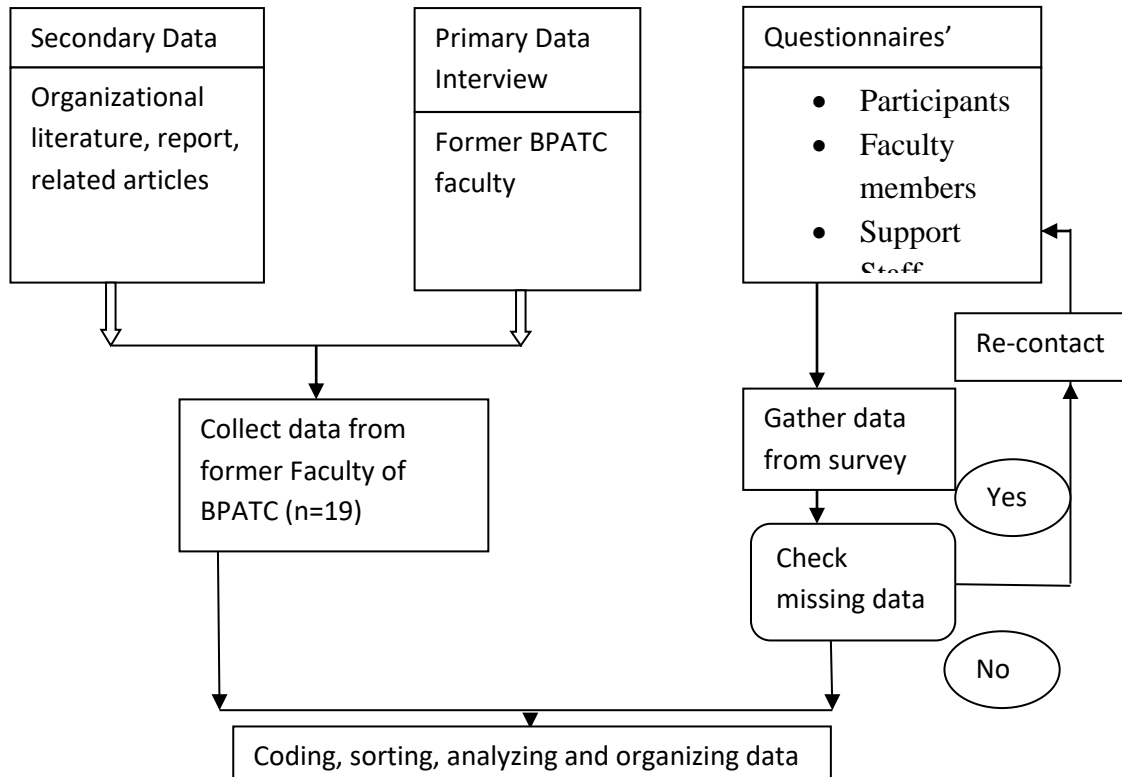 Secondary Data
Organizational
literature, report,
related articles
Primary Data
Interview
Former BPATC
faculty
Questionnaires’
• Participants
• Faculty
members
• Support
Staff
Re-contact
Collect data from
former Faculty of
BPATC (n=19)
Gather data
from survey
Yes
Check
missing data
No
Coding, sorting, analyzing and organizing data